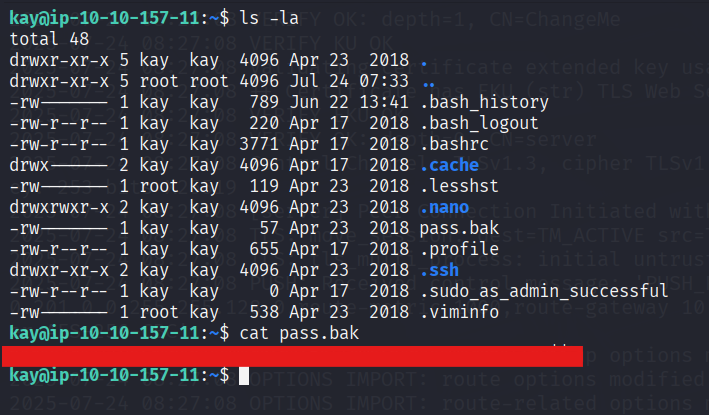 kay@ip-10-10-157-11:~$ ls -la
total 48
drwxr-xr-x 5 kay  kay  4096 Apr 23  2018 .
drwxr-xr-x 5 root root 4096 Jul 24 07:33 ..
-rw------- 1 kay  kay   789 Jun 22 13:41 .bash_history
-rw-r--r-- 1 kay  kay   220 Apr 17  2018 .bash_logout
-rw-r--r-- 1 kay  kay  3771 Apr 17  2018 .bashrc
drwx------ 2 kay  kay  4096 Apr 17  2018 .cache
-rw------- 1 root kay   119 Apr 23  2018 .lesshst
drwxrwxr-x 2 kay  kay  4096 Apr 23  2018 .nano
-rw------- 1 kay  kay    57 Apr 23  2018 pass.bak
-rw-r--r-- 1 kay  kay   655 Apr 17  2018 .profile
drwxr-xr-x 2 kay  kay  4096 Apr 23  2018 .ssh
-rw-r--r-- 1 kay  kay     0 Apr 17  2018 .sudo_as_admin_successful
-rw------- 1 root kay   538 Apr 23  2018 .viminfo
kay@ip-10-10-157-11:~$ cat pass.bak
kay@ip-10-10-157-11:~$